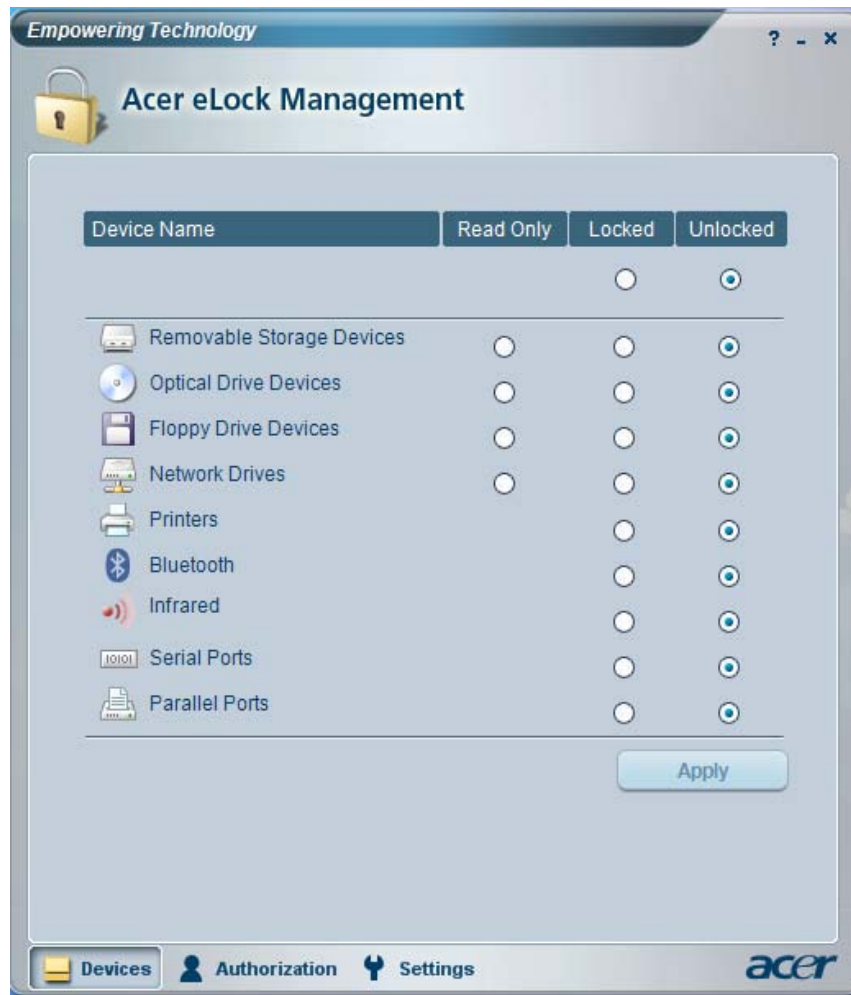 Empowering Technology
? - x
Acer eLock Management
Device Name Read Only Locked Unlocked
Removable Storage Devices
Optical Drive Devices
Floppy Drive Devices
Network Drives
Printers
Bluetooth
Infrared
10101 Serial Ports
Parallel Ports
Apply
Devices Authorization Settings acer